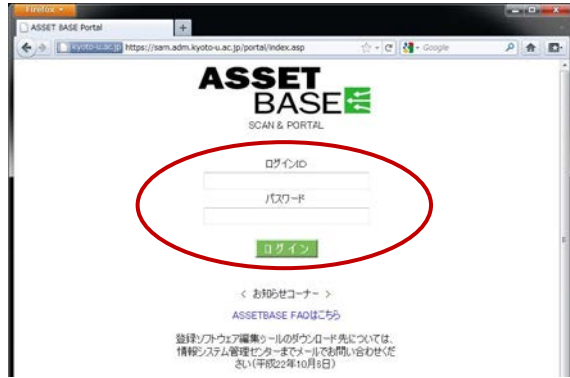 Firefox
ASSET BASE Portal
kyoto-u.ac.jp https://sam.adm.kyoto-u.ac.jp/portal/index.asp
Google
ASSET
BASE
SCAN & PORTAL
ログインID
パスワード
ログイン
< お知らせコーナー >
ASSETBASE FAQはこちら
登録ソフトウェア編集ツールのダウンロード先については、
情報システム管理センターまでメールでお問い合わせくだ
さい(平成22年10月5日)